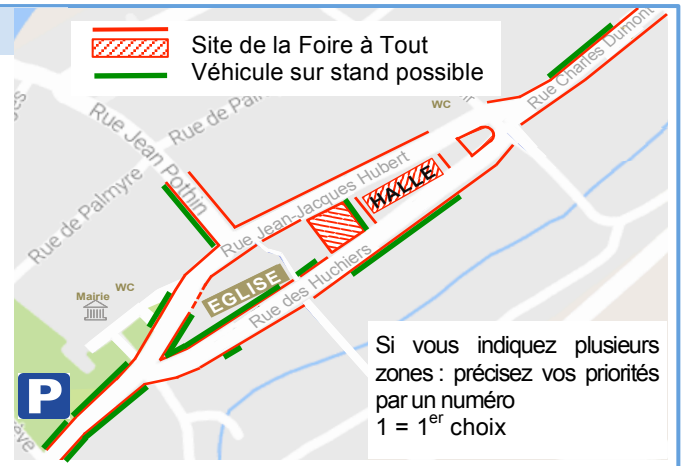 Site de la Foire à Tout
Véhicule sur stand possible
Rue Charles Dumont
WC
Rue de Pal
Rue Jean Pothin
Rue de Palmyre
Rue Jean-Jacques Hubert
HALLE
EGLISE
Rue des Huchiers
Mairie
WC
P
Si vous indiquez plusieurs
zones : précisez vos priorités
par un numéro
1 = 1er choix